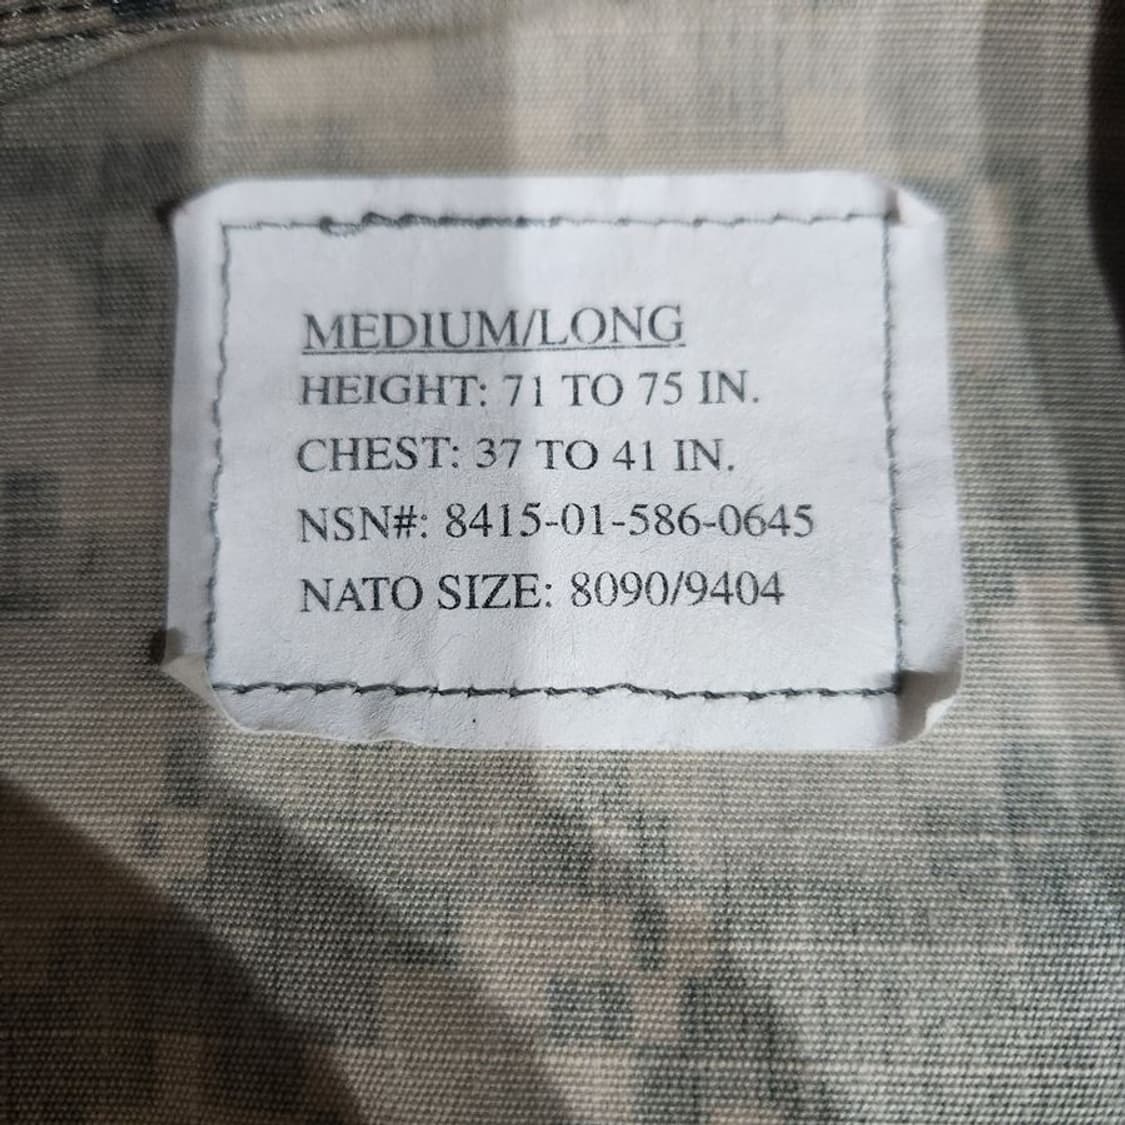 MEDIUM/LONG
HEIGHT: 71 TO 75 IN.
CHEST: 37 TO 41 IN.
NSN#: 8415-01-586-0645
NATO SIZE: 8090/9404